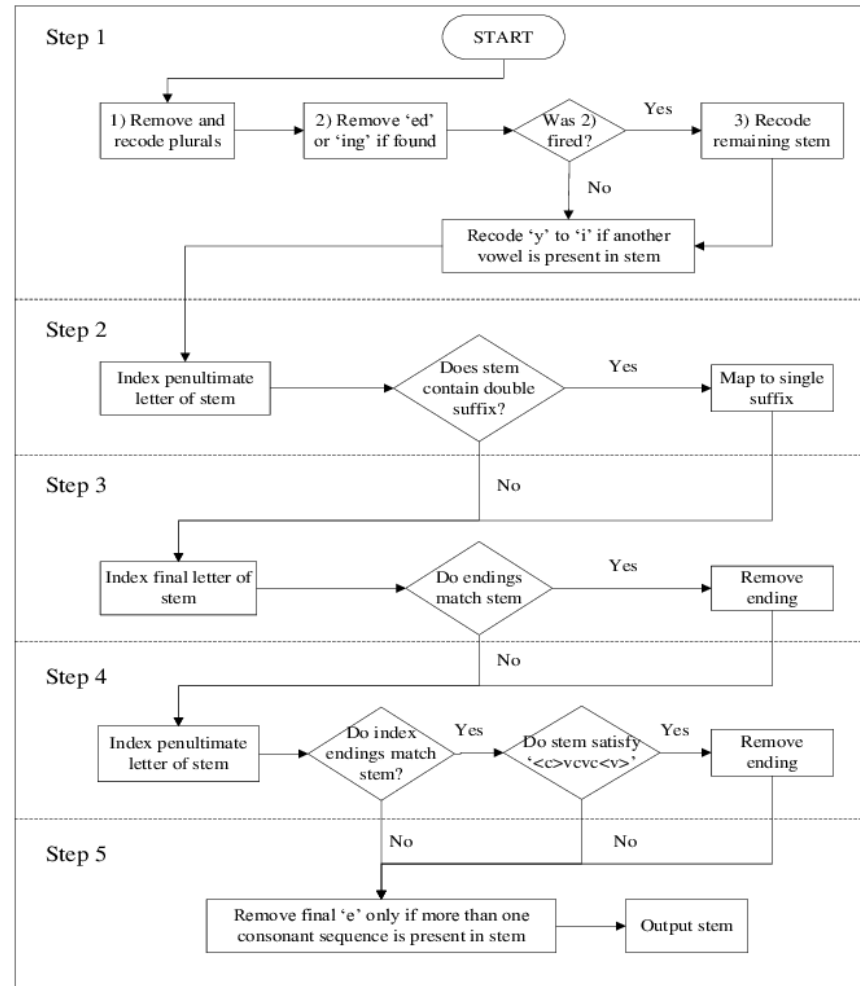 Step 1
START
1) Remove and
recode plurals
2) Remove ‘ed’
or ‘ing’ if found
Was 2)
fired?
Yes
3) Recode
remaining stem
No
Recode ‘y’ to ‘i’ if another
vowel is present in stem
Step 2
Index penultimate
letter of stem
Does stem
contain double
suffix?
Yes
Map to single
suffix
No
Step 3
Index final letter of
stem
Do endings
match stem
Yes
Remove
ending
No
Step 4
Index penultimate
letter of stem
Do index
endings match
stem?
Yes
Do stem satisfy
‘<c>vcvc<v>’
Yes
Remove
ending
No
No
Step 5
Remove final ‘e’ only if more than one
consonant sequence is present in stem
Output stem